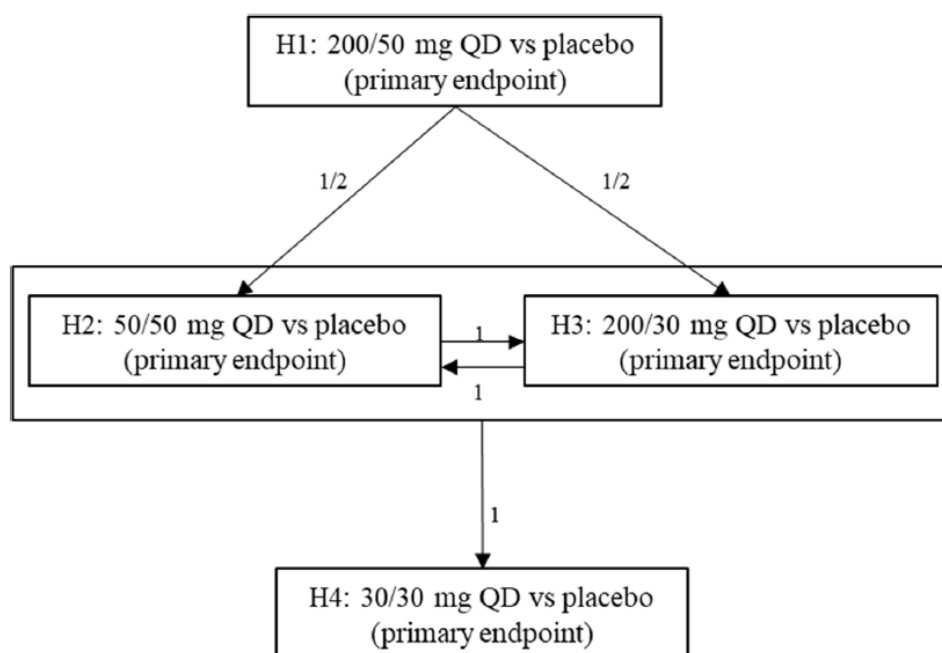 H1: 200/50 mg QD vs placebo
(primary endpoint)
1/2
1/2
H2: 50/50 mg QD vs placebo
(primary endpoint)
1
1
H3: 200/30 mg QD vs placebo
(primary endpoint)
1
H4: 30/30 mg QD vs placebo
(primary endpoint)